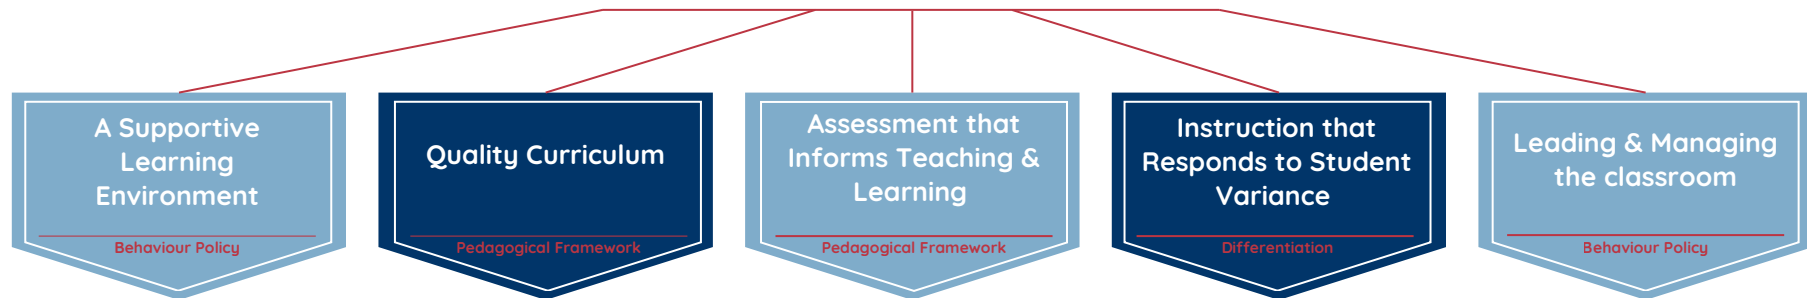 A Supportive
Learning
Environment
Behaviour Policy
Quality Curriculum
Pedagogical Framework
Assessment that
Informs Teaching &
Learning
Pedagogical Framework
Instruction that
Responds to Student
Variance
Differentiation
Leading & Managing
the classroom
Behaviour Policy